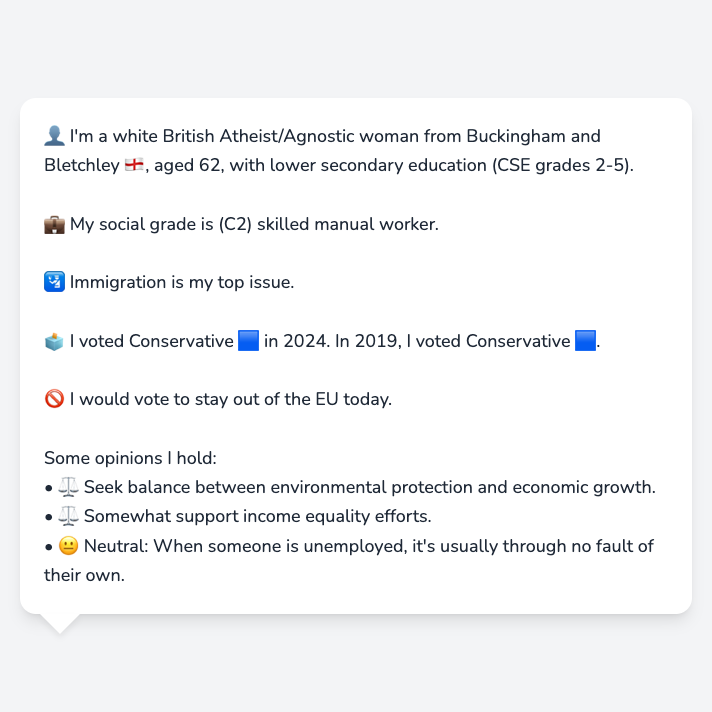 👤 I'm a white British Atheist/Agnostic woman from Buckingham and
Bletchley 🏴󠁧󠁢󠁥󠁮󠁧󠁿, aged 62, with lower secondary education (CSE grades 2-5).
💼 My social grade is (C2) skilled manual worker.
🛂 Immigration is my top issue.
🗳️ I voted Conservative 🟦 in 2024. In 2019, I voted Conservative 🟦.
🚫 I would vote to stay out of the EU today.
Some opinions I hold:
• ⚖️ Seek balance between environmental protection and economic growth.
• ⚖️ Somewhat support income equality efforts.
• 😐 Neutral: When someone is unemployed, it's usually through no fault of
their own.